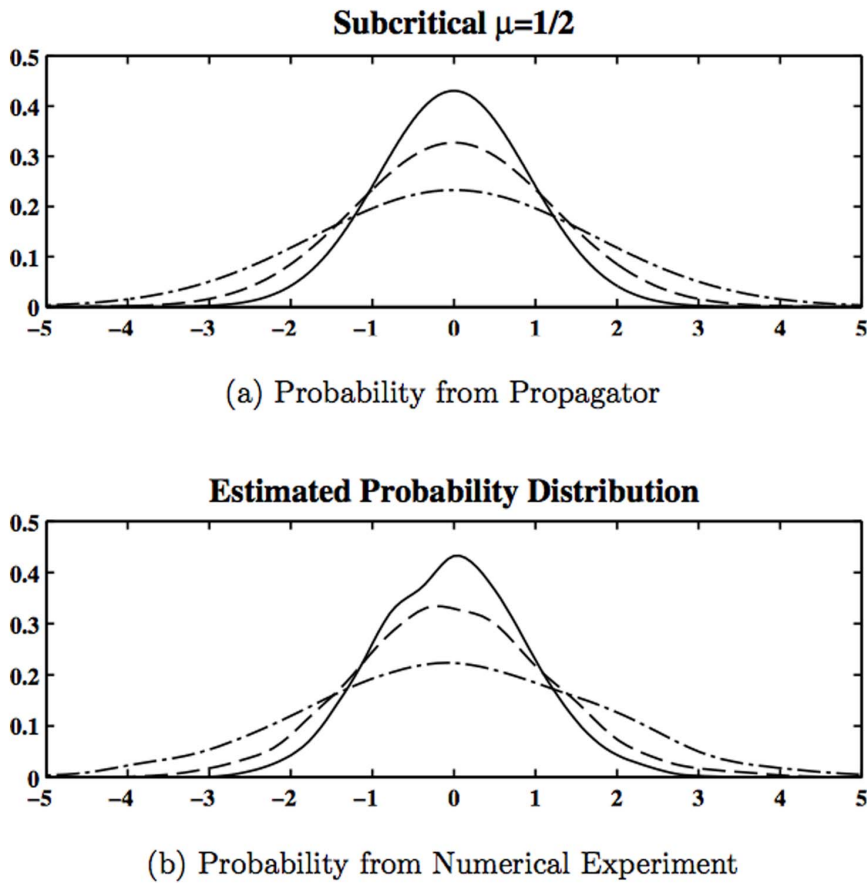 Subcritical μ=1/2
0.5
0.4
0.3
0.2
0.1
0
−5 −4 −3 −2 −1 0 1 2 3 4 5
(a) Probability from Propagator
Estimated Probability Distribution
0.5
0.4
0.3
0.2
0.1
0
−5 −4 −3 −2 −1 0 1 2 3 4 5
(b) Probability from Numerical Experiment